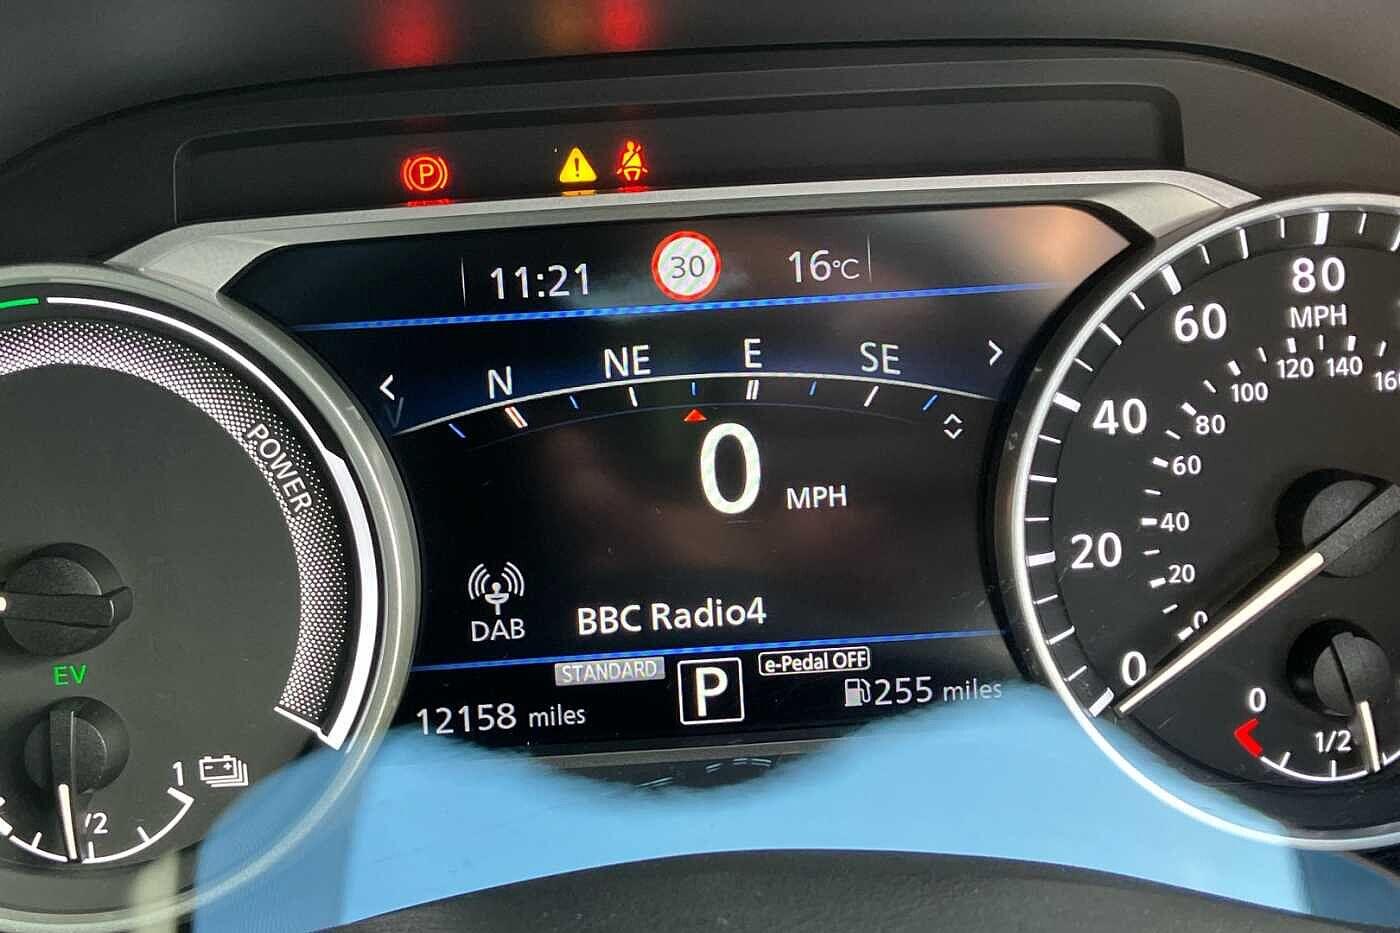 P
11:21 30 16°C
N NE E SE
0 MPH
DAB BBC Radio4
STANDARD P e-Pedal OFF
12158 miles 255 miles
POWER
EV
1/2 1
0 20 40 60 80
MPH
0 20 40 60 80 100 120 140 160
0 1/2